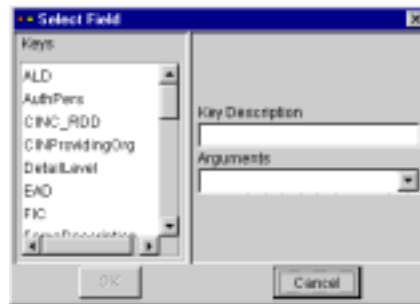 Select Field
Keys
ALD
AuthPers
CINC_RDD
CINProvidingOrg
DetailLevel
EAD
FIC
Key Description
Arguments
OK
Cancel